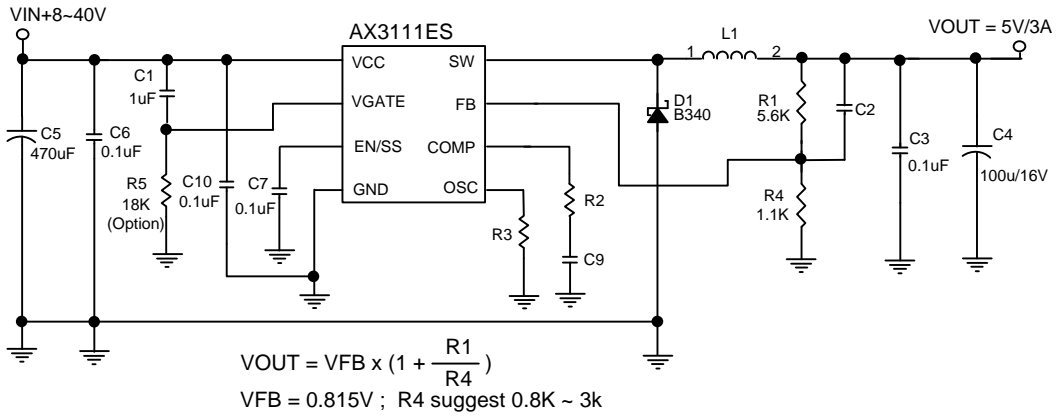 VIN+8~40V
VOUT = 5V/3A
AX3111ES
L1
1
2
VCC
SW
VGATE
FB
EN/SS
COMP
GND
OSC
C1
1uF
C5
470uF
C6
0.1uF
R5
18K
(Option)
C10
0.1uF
C7
0.1uF
R3
R2
C9
D1
B340
R1
5.6K
C2
R4
1.1K
C3
0.1uF
C4
100u/16V
VOUT = VFB x (1 + R1/R4)
VFB = 0.815V ; R4 suggest 0.8K ~ 3k